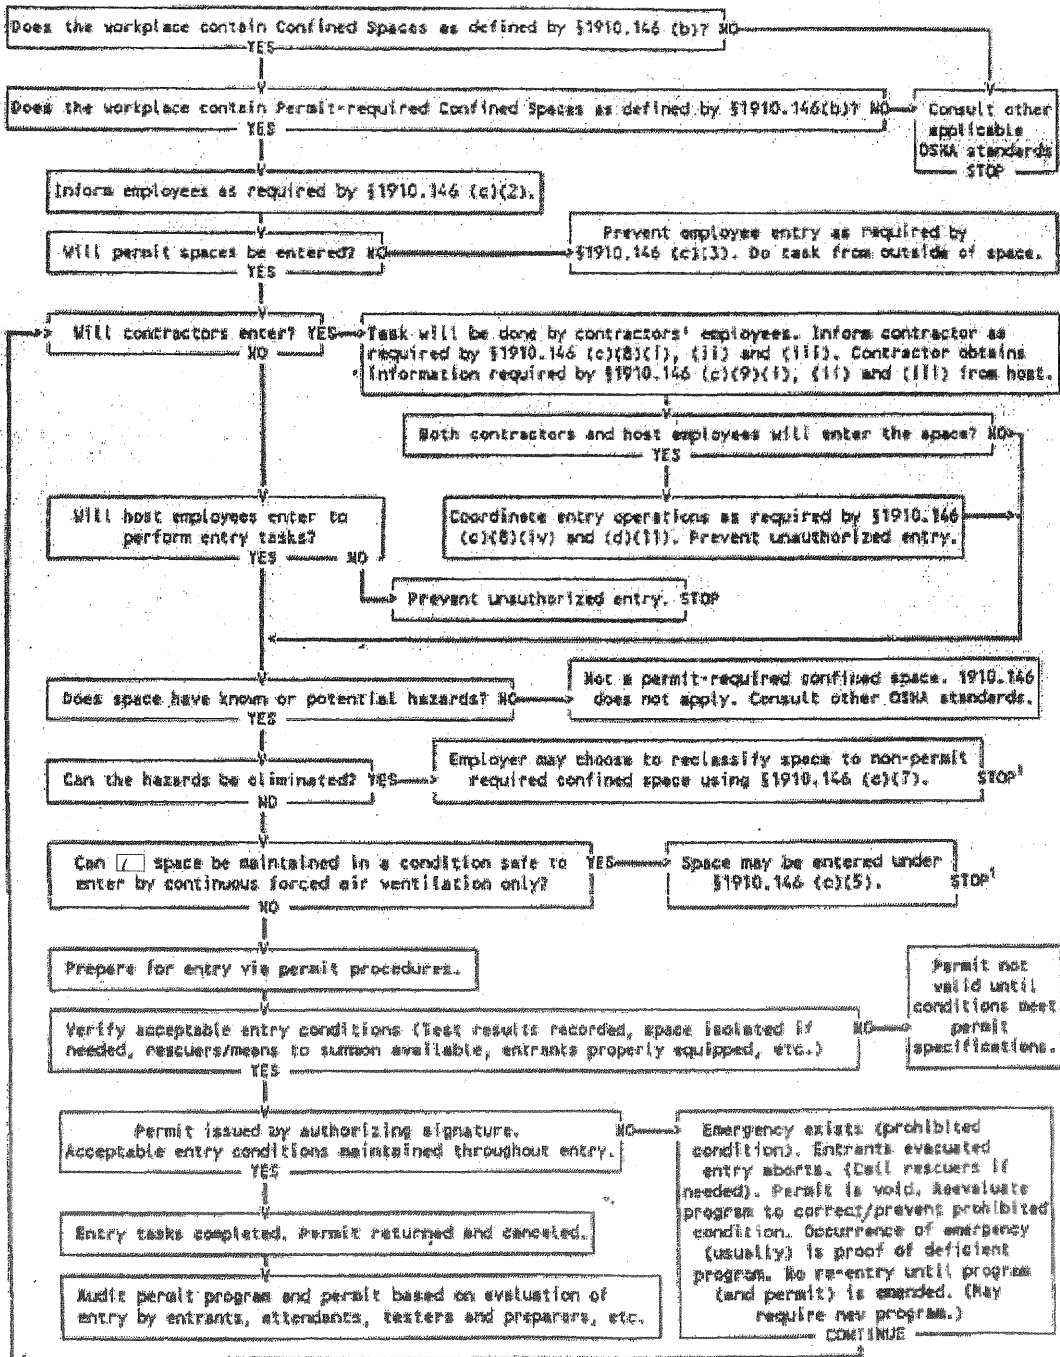 Does the workplace contain Confined Spaces as defined by §1910.146 (b)? NO
YES
Does the workplace contain Permit-required Confined Spaces as defined by §1910.146(b)? NO
YES
Consult other
applicable
OSHA standards
STOP
Inform employees as required by §1910.146 (c)(2).
Will permit spaces be entered? NO
YES
Prevent employee entry as required by
§1910.146 (c)(3). Do task from outside of space.
Will contractors enter? YES
NO
Task will be done by contractors' employees. Inform contractor as
required by §1910.146 (c)(8)(i), (ii) and (iii). Contractor obtains
information required by §1910.146 (c)(9)(i), (ii) and (iii) from host.
Both contractors and host employees will enter the space? NO
YES
Will host employees enter to
perform entry tasks?
YES NO
Coordinate entry operations as required by §1910.146
(c)(8)(iv) and (d)(11). Prevent unauthorized entry.
Prevent unauthorized entry. STOP
Does space have known or potential hazards? NO
YES
Not a permit-required confined space. 1910.146
does not apply. Consult other OSHA standards.
Can the hazards be eliminated? YES
NO
Employer may choose to reclassify space to non-permit
required confined space using §1910.146 (c)(7). STOP¹
Can [/ ] space be maintained in a condition safe to YES
enter by continuous forced air ventilation only?
NO
Space may be entered under
§1910.146 (c)(5). STOP¹
Prepare for entry via permit procedures.
Verify acceptable entry conditions (Test results recorded, space isolated if NO
needed, rescuers/means to summon available, entrants properly equipped, etc.)
YES
Permit not
valid until
conditions meet
permit
specifications.
Permit issued by authorizing signature. NO
Acceptable entry conditions maintained throughout entry.
YES
Emergency exists (prohibited
condition). Entrants evacuated
entry aborts. (Call rescuers if
needed). Permit is void. Reevaluate
program to correct/prevent prohibited
condition. Occurrence of emergency
(usually) is proof of deficient
program. No re-entry until program
(and permit) is amended. (May
require new program.)
CONTINUE
Entry tasks completed. Permit returned and canceled.
Audit permit program and permit based on evaluation of
entry by entrants, attendants, testers and preparers, etc.